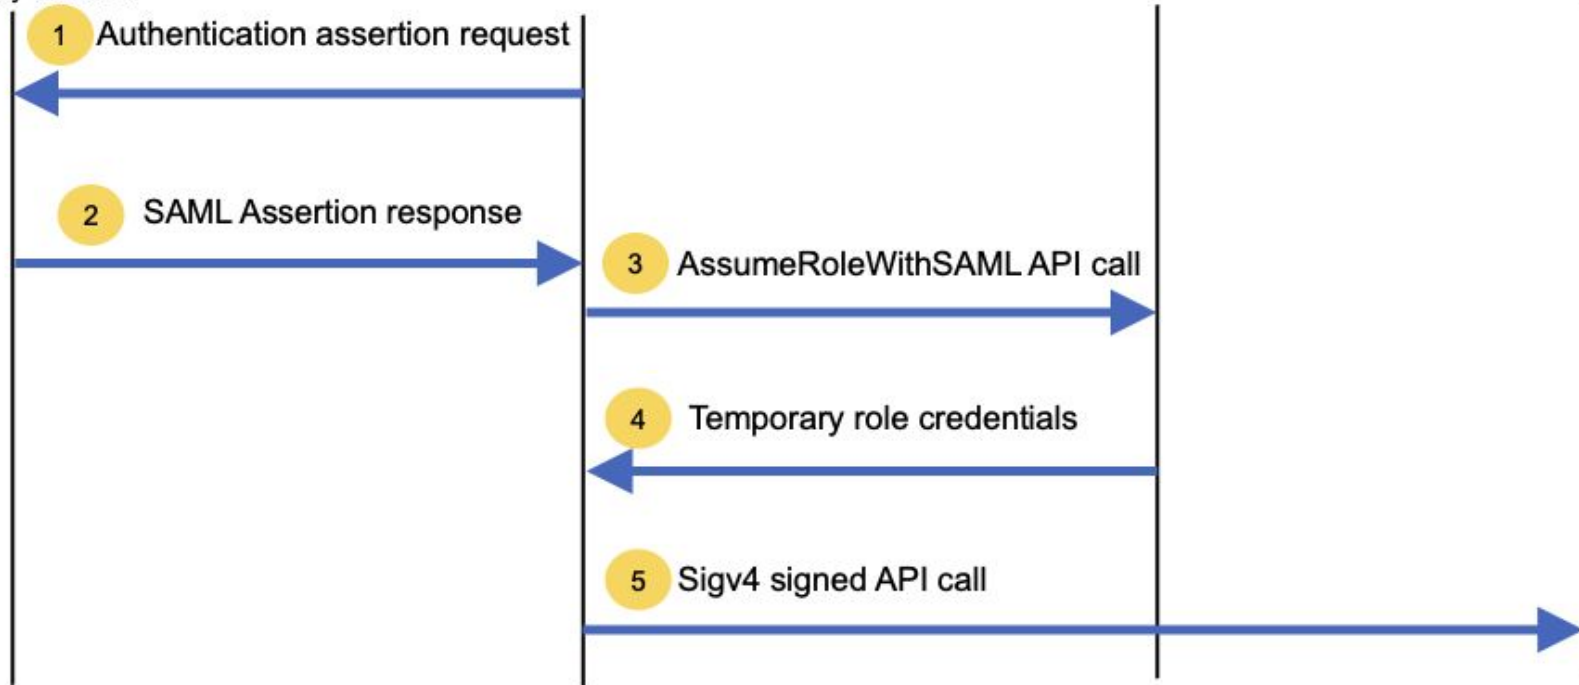 1 Authentication assertion request
2 SAML Assertion response
3 AssumeRoleWithSAML API call
4 Temporary role credentials
5 Sigv4 signed API call